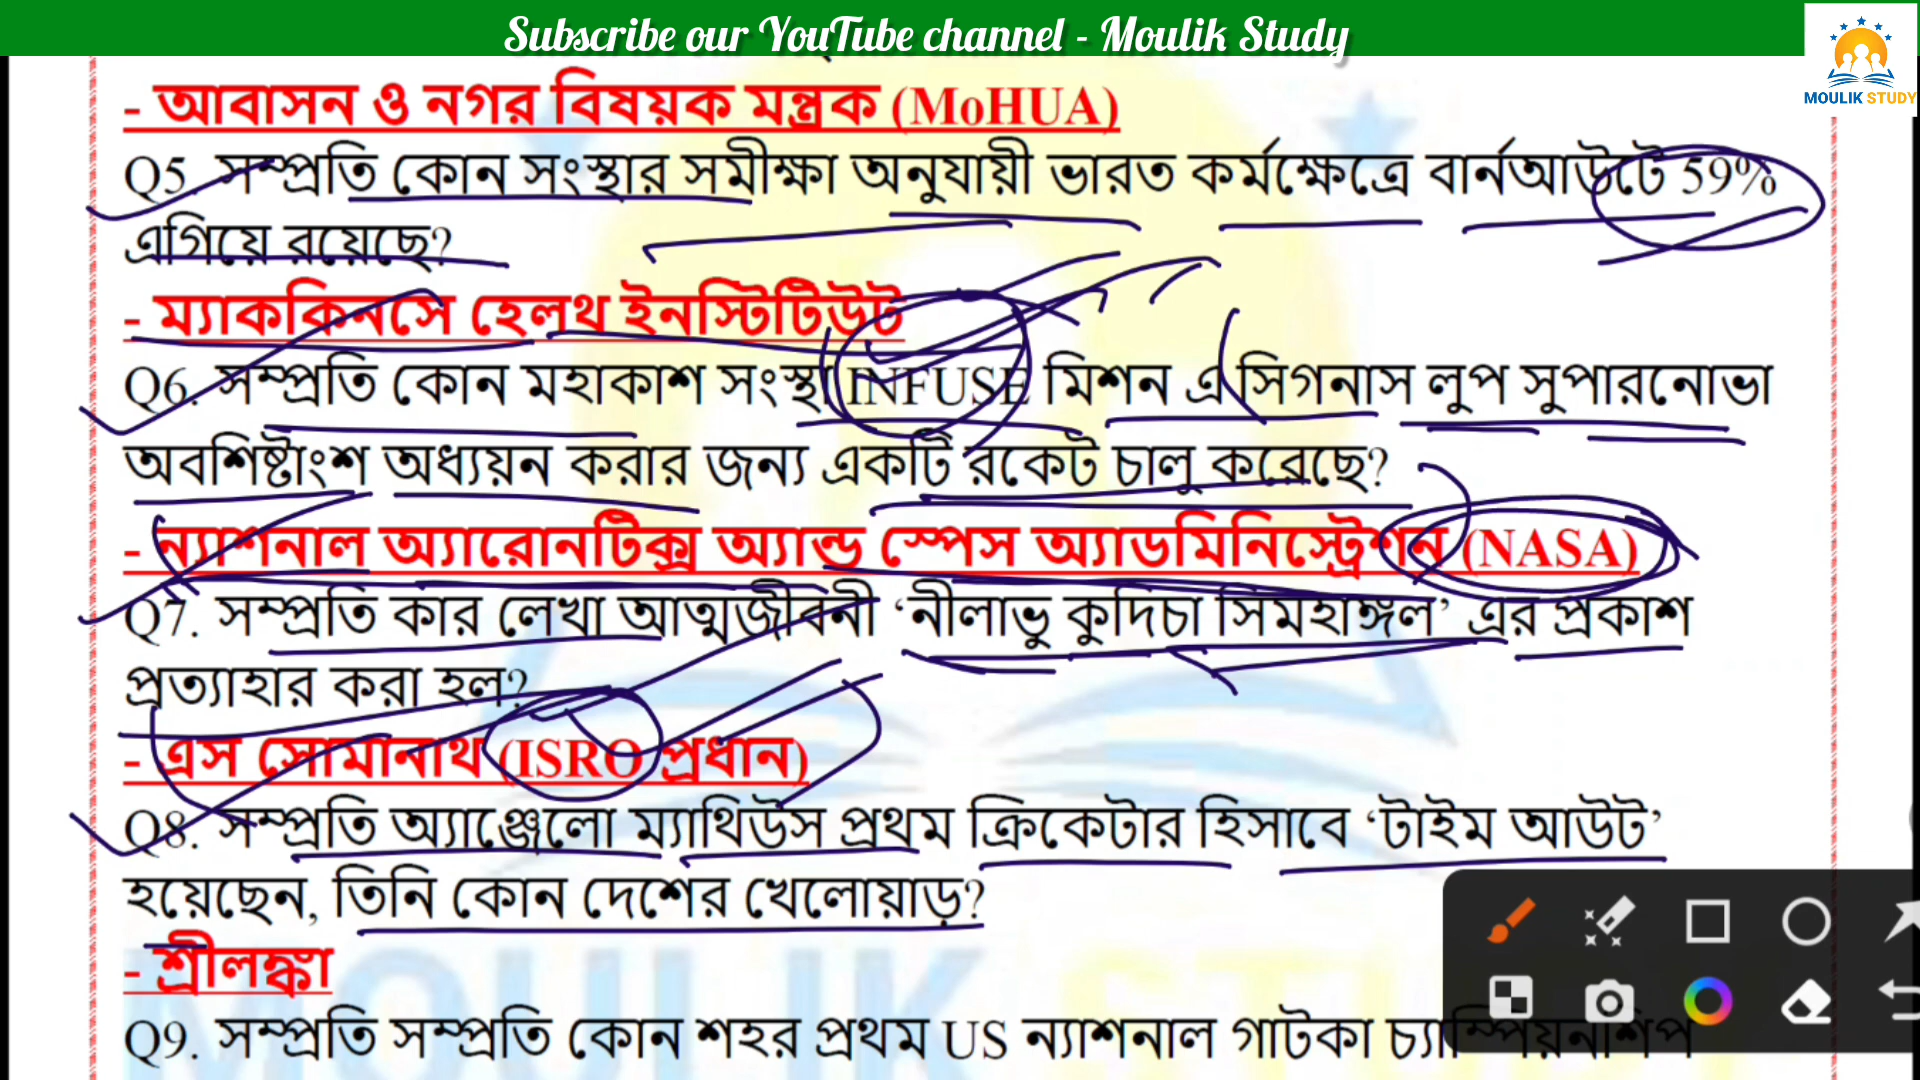 Subscribe our YouTube channel - Moulik Study
MOULIK STUDY
- আবাসন ও নগর বিষয়ক মন্ত্রক (MoHUA)
Q5. সম্প্রতি কোন সংস্থার সমীক্ষা অনুযায়ী ভারত কর্মক্ষেত্রে বার্নআউটে 59%
এগিয়ে রয়েছে?
- ম্যাককিনসে হেলথ ইনস্টিটিউট
Q6. সম্প্রতি কোন মহাকাশ সংস্থা INFUSE মিশন এ সিগনাস লুপ সুপারনোভা
অবশিষ্টাংশ অধ্যয়ন করার জন্য একটি রকেট চালু করেছে?
- ন্যাশনাল অ্যারোনটিক্স অ্যান্ড স্পেস অ্যাডমিনিস্ট্রেশন (NASA)
Q7. সম্প্রতি কার লেখা আত্মজীবনী ‘নীলাভু কুদিচা সিমহাঙ্গল’ এর প্রকাশ
প্রত্যাহার করা হল?
- এস সোমানাথ (ISRO প্রধান)
Q8. সম্প্রতি অ্যাঞ্জেলো ম্যাথিউস প্রথম ক্রিকেটার হিসাবে ‘টাইম আউট’
হয়েছেন, তিনি কোন দেশের খেলোয়াড়?
- শ্রীলঙ্কা
Q9. সম্প্রতি সম্প্রতি কোন শহর প্রথম US ন্যাশনাল গাটকা চ্যাম্পিয়নশিপ
MOULIK STUDY